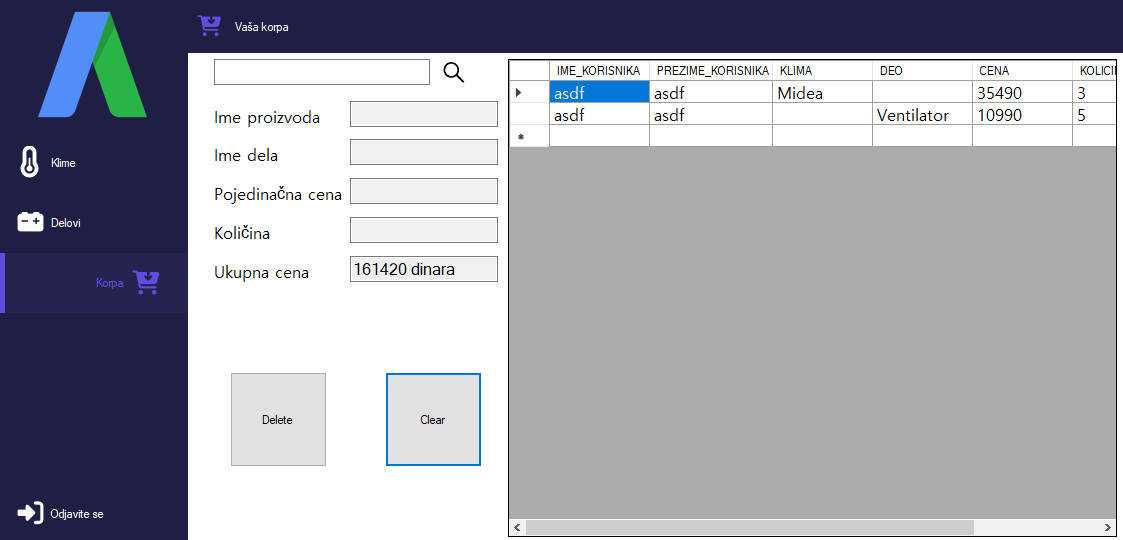 Vaša korpa
Klime
Delovi
Korpa
Odjavite se
Ime proizvoda
Ime dela
Pojedinačna cena
Količina
Ukupna cena 161420 dinara
Delete Clear
IME_KORISNIKA PREZIME_KORISNIKA KLIMA DEO CENA KOLICI
asdf asdf Midea 35490 3
asdf asdf Ventilator 10990 5